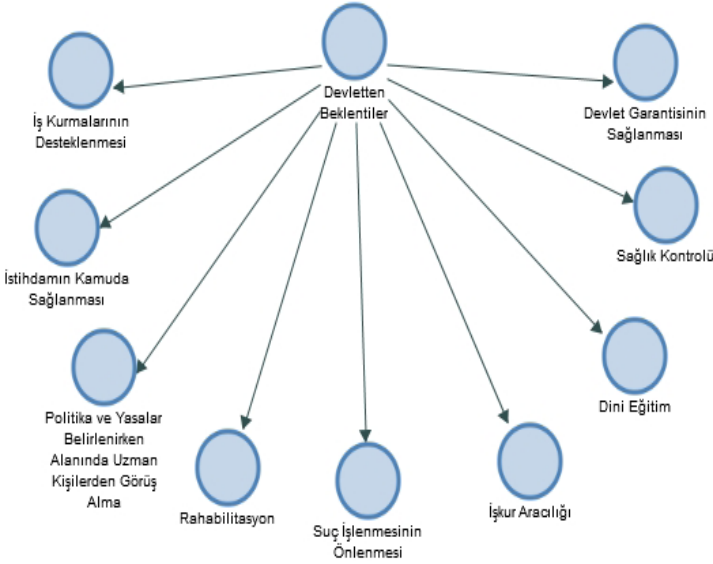 Devletten
Beklentiler
İş Kurmalarının
Desteklenmesi
Devlet Garantisinin
Sağlanması
İstihdamın Kamuda
Sağlanması
Sağlık Kontrolü
Politika ve Yasalar
Belirlenirken
Alanında Uzman
Kişilerden Görüş
Alma
Dini Eğitim
Rahabilitasyon
Suç İşlenmesinin
Önlenmesi
İşkur Aracılığı